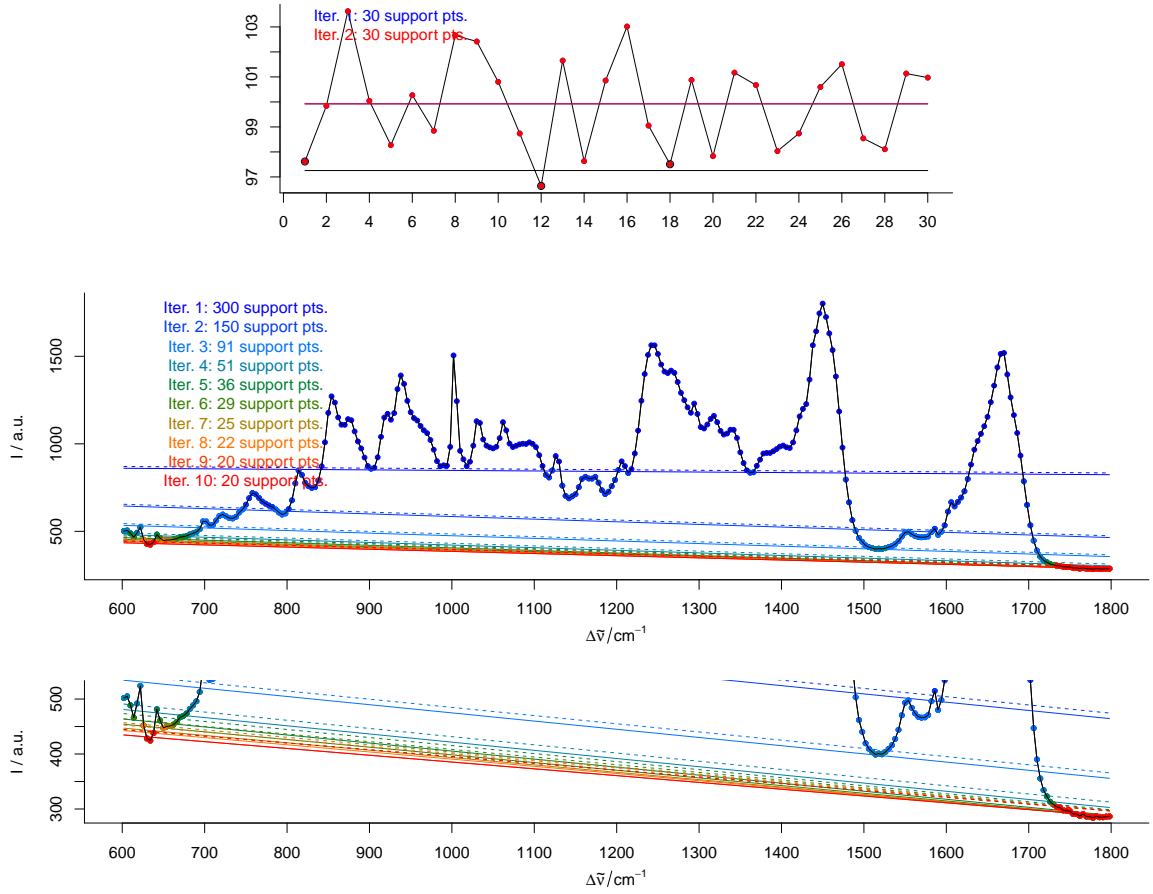 Iter. 1: 30 support pts.
Iter. 2: 30 support pts.
103
101
99
97
0 2 4 6 8 10 12 14 16 18 20 22 24 26 28 30
Iter. 1: 300 support pts.
Iter. 2: 150 support pts.
Iter. 3: 91 support pts.
Iter. 4: 51 support pts.
Iter. 5: 36 support pts.
Iter. 6: 29 support pts.
Iter. 7: 25 support pts.
Iter. 8: 22 support pts.
Iter. 9: 20 support pts.
Iter. 10: 20 support pts.
I / a.u.
1500
1000
500
600 700 800 900 1000 1100 1200 1300 1400 1500 1600 1700 1800
Δν̃/cm⁻¹
I / a.u.
500
400
300
600 700 800 900 1000 1100 1200 1300 1400 1500 1600 1700 1800
Δν̃/cm⁻¹